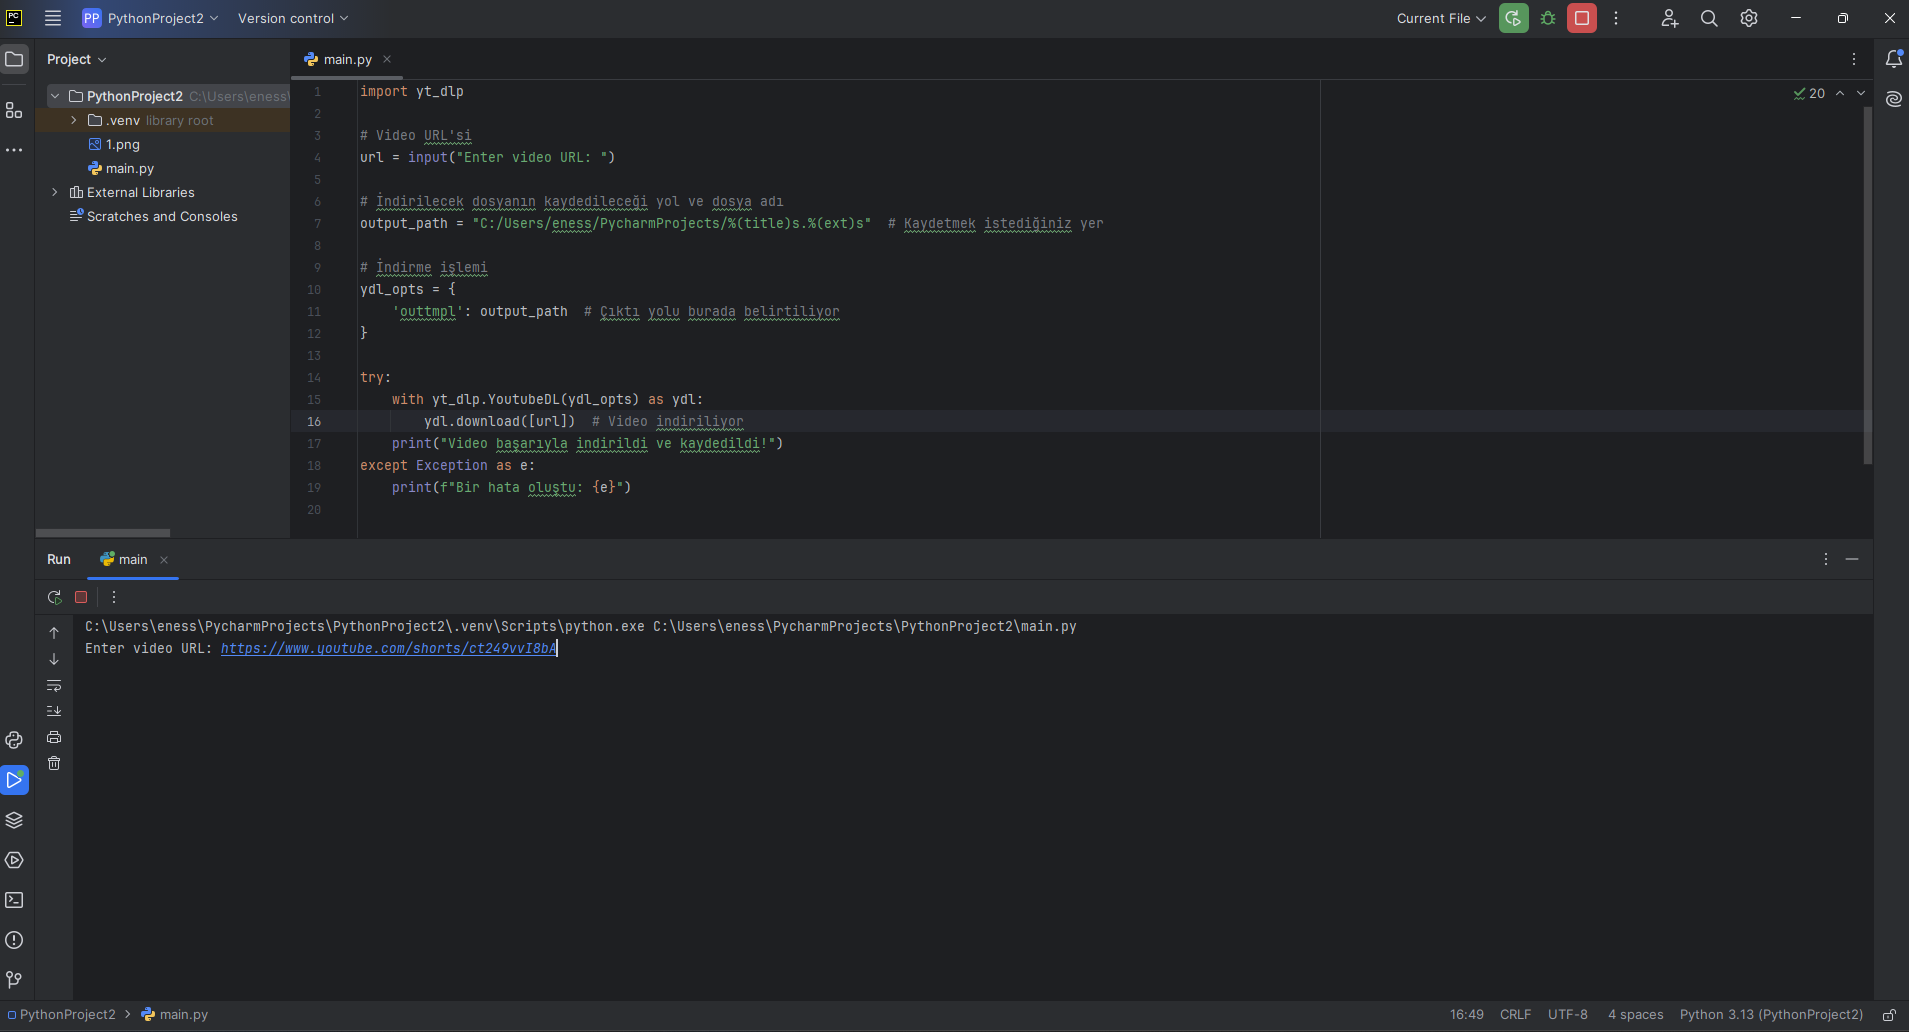 PC
PP PythonProject2 Version control
Current File
Project
main.py
PythonProject2 C:\Users\eness\
.venv library root
1.png
main.py
External Libraries
Scratches and Consoles
20
1 import yt_dlp
2
3 # Video URL'si
4 url = input("Enter video URL: ")
5
6 # İndirilecek dosyanın kaydedileceği yol ve dosya adı
7 output_path = "C:/Users/eness/PycharmProjects/%(title)s.%(ext)s"  # Kaydetmek istediğiniz yer
8
9 # İndirme işlemi
10 ydl_opts = {
11     'outtmpl': output_path  # Çıktı yolu burada belirtiliyor
12 }
13
14 try:
15     with yt_dlp.YoutubeDL(ydl_opts) as ydl:
16         ydl.download([url])  # Video indiriliyor
17     print("Video başarıyla indirildi ve kaydedildi!")
18 except Exception as e:
19     print(f"Bir hata oluştu: {e}")
20
Run main
C:\Users\eness\PycharmProjects\PythonProject2\.venv\Scripts\python.exe C:\Users\eness\PycharmProjects\PythonProject2\main.py
Enter video URL: https://www.youtube.com/shorts/ct249vvI8bA
PythonProject2 > main.py
16:49 CRLF UTF-8 4 spaces Python 3.13 (PythonProject2)